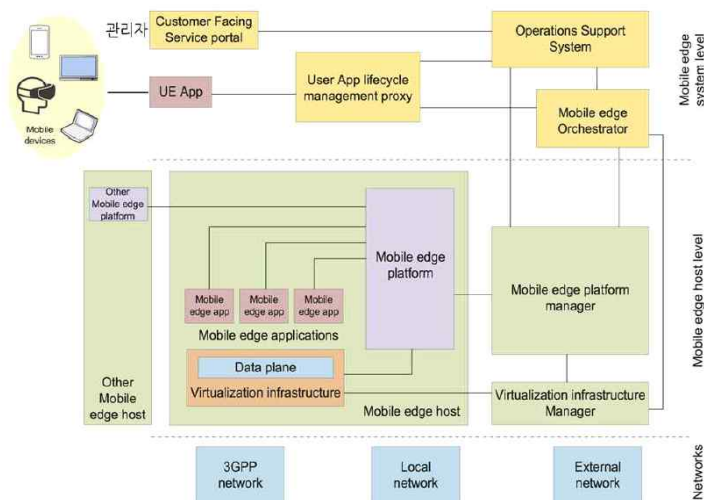 관리자
Customer Facing
Service portal
Operations Support
System
Mobile edge
system level
UE App
User App lifecycle
management proxy
Mobile edge
Orchestrator
Mobile
devices
Other
Mobile edge
platform
Mobile edge
platform
Mobile edge platform
manager
Mobile edge host level
Mobile
edge app
Mobile
edge app
Mobile
edge app
Mobile edge applications
Data plane
Virtualization infrastructure
Other
Mobile
edge host
Mobile edge host
Virtualization infrastructure
Manager
3GPP
network
Local
network
External
network
Networks